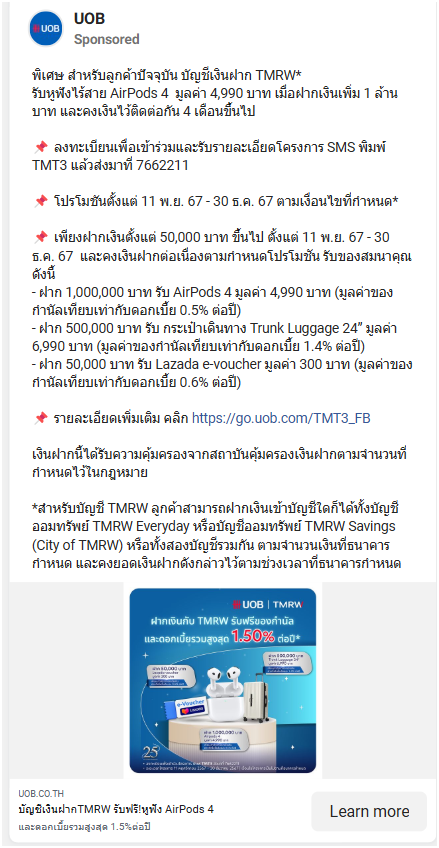 UOB
UOB
Sponsored
พิเศษ สำหรับลูกค้าปัจจุบัน บัญชีเงินฝาก TMRW*
รับหูฟังไร้สาย AirPods 4  มูลค่า 4,990 บาท เมื่อฝากเงินเพิ่ม 1 ล้าน
บาท และคงเงินไว้ติดต่อกัน 4 เดือนขึ้นไป
📌 ลงทะเบียนเพื่อเข้าร่วมและรับรายละเอียดโครงการ SMS พิมพ์
TMT3 แล้วส่งมาที่ 7662211
📌 โปรโมชันตั้งแต่ 11 พ.ย. 67 - 30 ธ.ค. 67 ตามเงื่อนไขที่กำหนด*
📌 เพียงฝากเงินตั้งแต่ 50,000 บาท ขึ้นไป ตั้งแต่ 11 พ.ย. 67 - 30
ธ.ค. 67  และคงเงินฝากต่อเนื่องตามกำหนดโปรโมชัน รับของสมนาคุณ
ดังนี้
- ฝาก 1,000,000 บาท รับ AirPods 4 มูลค่า 4,990 บาท (มูลค่าของ
กำนัลเทียบเท่ากับดอกเบี้ย 0.5% ต่อปี)
- ฝาก 500,000 บาท รับ กระเป๋าเดินทาง Trunk Luggage 24” มูลค่า
6,990 บาท (มูลค่าของกำนัลเทียบเท่ากับดอกเบี้ย 1.4% ต่อปี)
- ฝาก 50,000 บาท รับ Lazada e-voucher มูลค่า 300 บาท (มูลค่าของ
กำนัลเทียบเท่ากับดอกเบี้ย 0.6% ต่อปี)
📌 รายละเอียดเพิ่มเติม คลิก https://go.uob.com/TMT3_FB
เงินฝากนี้ได้รับความคุ้มครองจากสถาบันคุ้มครองเงินฝากตามจำนวนที่
กำหนดไว้ในกฎหมาย
*สำหรับบัญชี TMRW ลูกค้าสามารถฝากเงินเข้าบัญชีใดก็ได้ทั้งบัญชี
ออมทรัพย์ TMRW Everyday หรือบัญชีออมทรัพย์ TMRW Savings
(City of TMRW) หรือทั้งสองบัญชีรวมกัน ตามจำนวนเงินที่ธนาคาร
กำหนด และคงยอดเงินฝากดังกล่าวไว้ตามช่วงเวลาที่ธนาคารกำหนด
UOB | TMRW
ฝากเงินกับ TMRW รับฟรีของกำนัล
และดอกเบี้ยรวมสูงสุด 1.50% ต่อปี*
ฝาก 50,000 บาท
ฝาก 500,000 บาท
Trunk Luggage 24"
e-Voucher
ฝาก 1,000,000 บาท
AirPods 4
25
UOB.CO.TH
บัญชีเงินฝากTMRW รับฟรี!หูฟัง AirPods 4
และดอกเบี้ยรวมสูงสุด 1.5%ต่อปี
Learn more